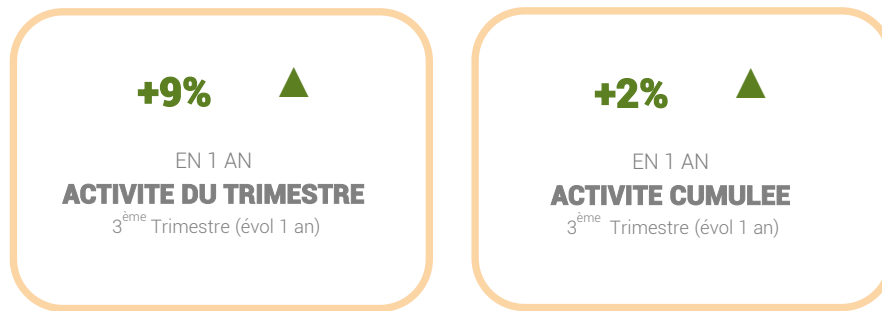 +9% ▲
EN 1 AN
ACTIVITE DU TRIMESTRE
3ème Trimestre (évol 1 an)
+2% ▲
EN 1 AN
ACTIVITE CUMULEE
3ème Trimestre (évol 1 an)